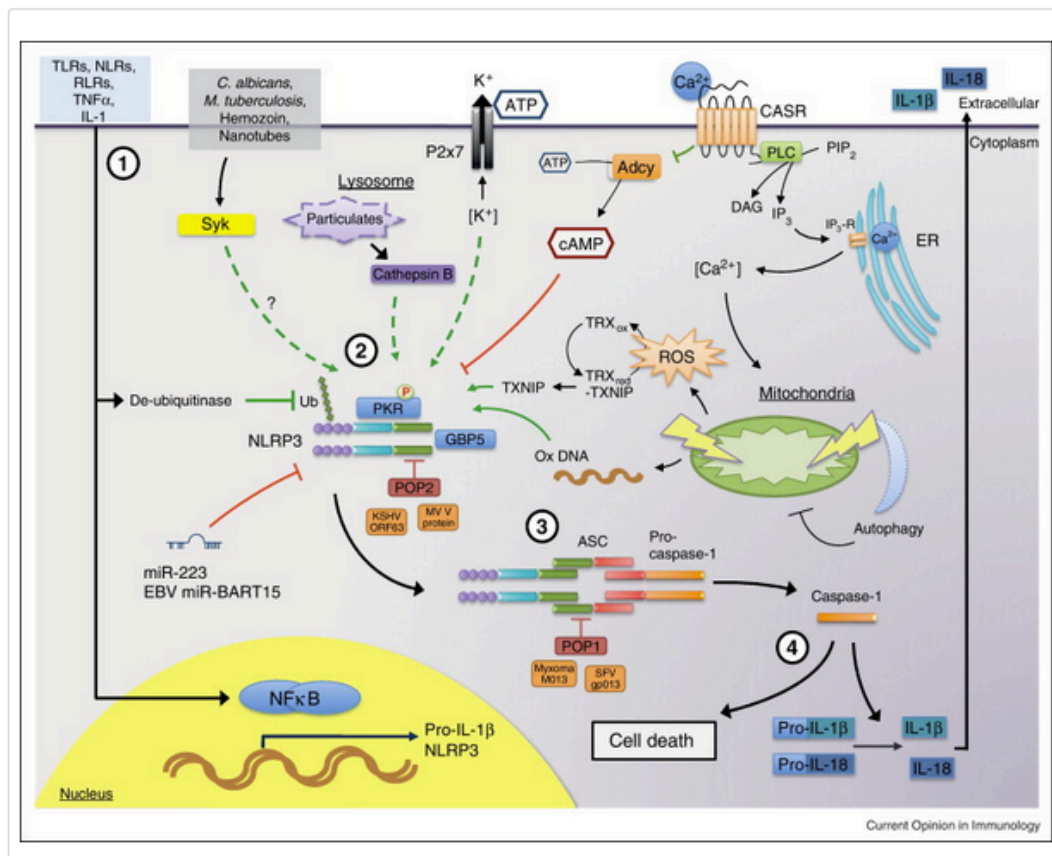 TLRs, NLRs,
RLRs,
TNFα,
IL-1
C. albicans,
M. tuberculosis,
Hemozoin,
Nanotubes
K+
ATP
P2x7
[K+]
Ca2+
CASR
IL-18
IL-1β
Extracellular
Cytoplasm
1
Syk
?
Lysosome
Particulates
Cathepsin B
ATP
Adcy
cAMP
PLC
PIP2
DAG
IP3
IP3-R
Ca2+
ER
[Ca2+]
2
TRXox
TRXred
-TXNIP
TXNIP
ROS
Mitochondria
De-ubiquitinase
Ub
P
PKR
NLRP3
GBP5
POP2
KSHV
ORF63
MV V
protein
Ox DNA
Autophagy
miR-223
EBV miR-BART15
3
ASC
Pro-
caspase-1
POP1
Myxoma
M013
SFV
gp013
Caspase-1
4
NFκB
Pro-IL-1β
NLRP3
Nucleus
Cell death
Pro-IL-1β
IL-1β
Pro-IL-18
IL-18
Current Opinion in Immunology